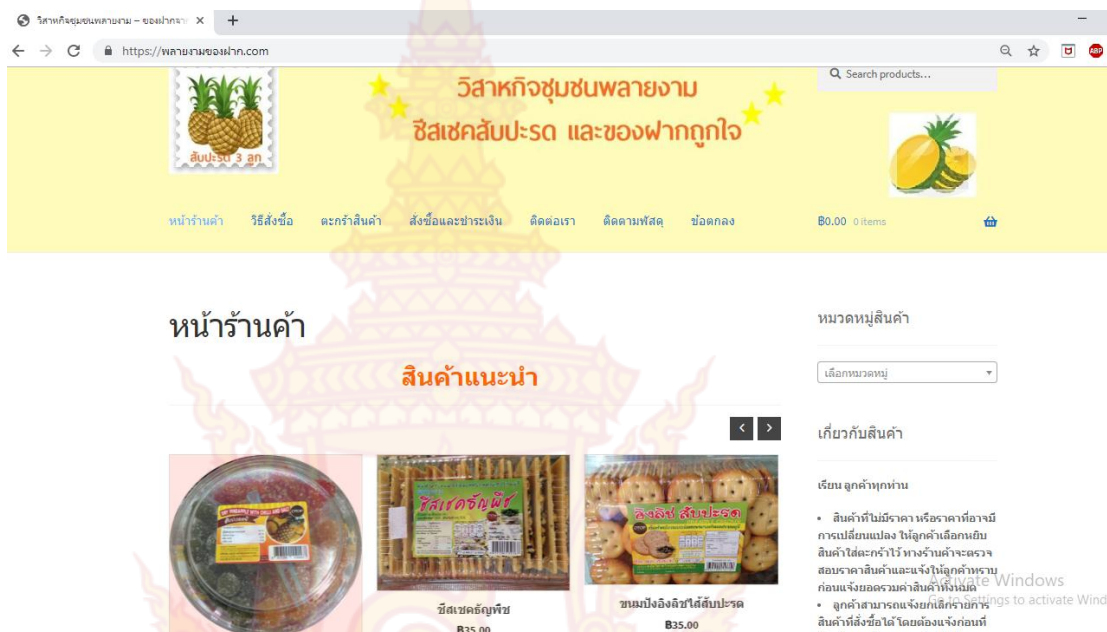 วิสาหกิจชุมชนพลายงาม – ของฝากจา
https://พลายงามของฝาก.com
ABP
สับปะรด 3 ลูก
วิสาหกิจชุมชนพลายงาม
ชีสเชคสับปะรด และของฝากถูกใจ
Search products...
หน้าร้านค้า วิธีสั่งซื้อ ตะกร้าสินค้า สั่งซื้อและชำระเงิน ติดต่อเรา ติดตามพัสดุ ข้อตกลง
฿0.00 0 items
หน้าร้านค้า
สินค้าแนะนำ
ชีสเชคธัญพืช
อิงลิช สับปะรด
ชีสเชคธัญพืช
฿35.00
ขนมปังอิงลิชไส้สับปะรด
฿35.00
หมวดหมู่สินค้า
เลือกหมวดหมู่
เกี่ยวกับสินค้า
เรียน ลูกค้าทุกท่าน
• สินค้าที่ไม่มีราคา หรือราคาที่อาจมี
การเปลี่ยนแปลง ให้ลูกค้าเลือกหยิบ
สินค้าใส่ตะกร้าไว้ ทางร้านค้าจะตรวจ
สอบราคาสินค้าและแจ้งให้ลูกค้าทราบ
ก่อนแจ้งยอดรวมค่าสินค้าทั้งหมด
• ลูกค้าสามารถแจ้งยกเลิกรายการ
สินค้าที่สั่งซื้อได้ โดยต้องแจ้งก่อนที่
Activate Windows
Go to Settings to activate Wind